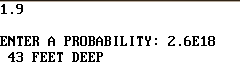 1.9
ENTER A PROBABILITY: 2.6E18
43 FEET DEEP